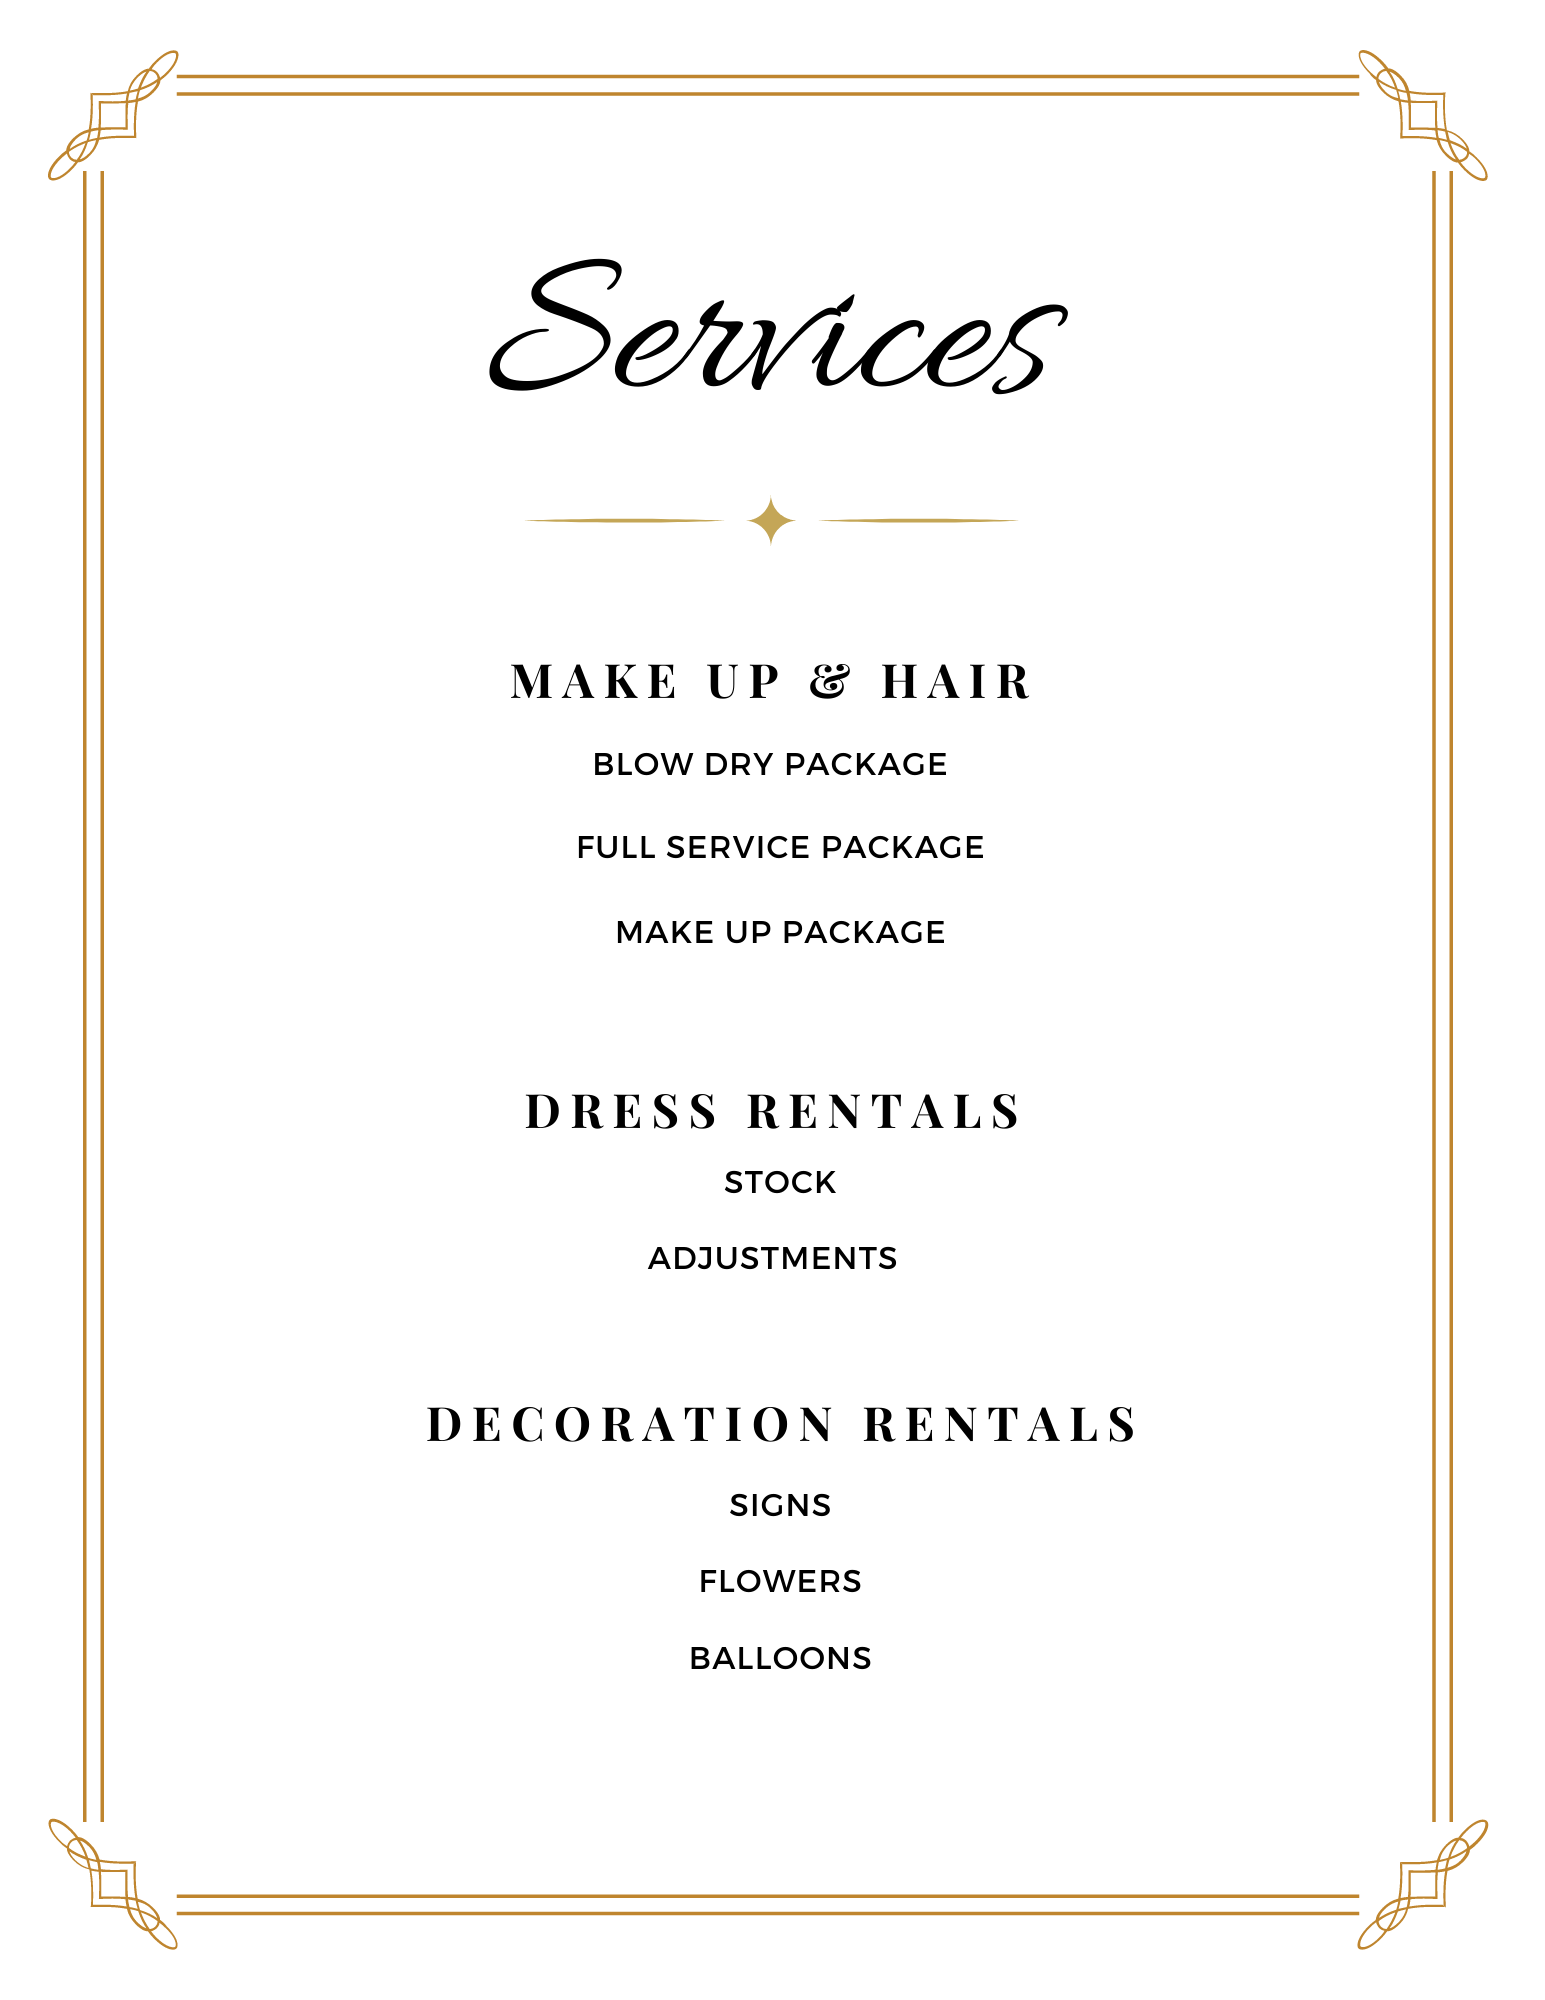 Services
MAKE UP & HAIR
BLOW DRY PACKAGE
FULL SERVICE PACKAGE
MAKE UP PACKAGE
DRESS RENTALS
STOCK
ADJUSTMENTS
DECORATION RENTALS
SIGNS
FLOWERS
BALLOONS